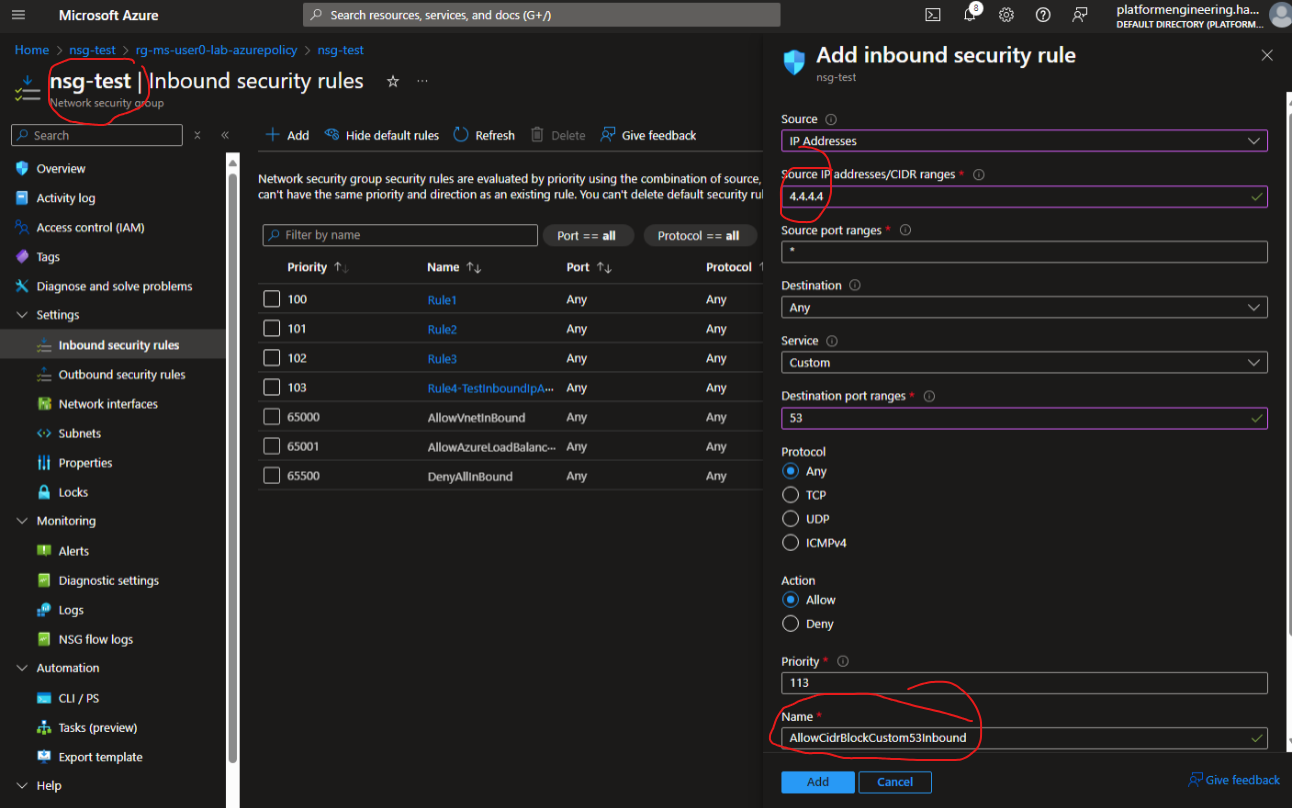 Microsoft Azure
Search resources, services, and docs (G+/)
8
platformengineering.ha...
DEFAULT DIRECTORY (PLATFORM...
Home > nsg-test > rg-ms-user0-lab-azurepolicy > nsg-test
nsg-test | Inbound security rules
Network security group
Search
Overview
Activity log
Access control (IAM)
Tags
Diagnose and solve problems
Settings
Inbound security rules
Outbound security rules
Network interfaces
Subnets
Properties
Locks
Monitoring
Alerts
Diagnostic settings
Logs
NSG flow logs
Automation
CLI / PS
Tasks (preview)
Export template
Help
Add Hide default rules Refresh Delete Give feedback
Network security group security rules are evaluated by priority using the combination of source,
can't have the same priority and direction as an existing rule. You can't delete default security rul
Filter by name Port == all Protocol == all
Priority Name Port Protocol
100 Rule1 Any Any
101 Rule2 Any Any
102 Rule3 Any Any
103 Rule4-TestInboundIpA... Any Any
65000 AllowVnetInBound Any Any
65001 AllowAzureLoadBalanc... Any Any
65500 DenyAllInBound Any Any
Add inbound security rule
nsg-test
Source
IP Addresses
Source IP addresses/CIDR ranges *
4.4.4.4
Source port ranges *
*
Destination
Any
Service
Custom
Destination port ranges *
53
Protocol
Any
TCP
UDP
ICMPv4
Action
Allow
Deny
Priority *
113
Name *
AllowCidrBlockCustom53Inbound
Add Cancel
Give feedback